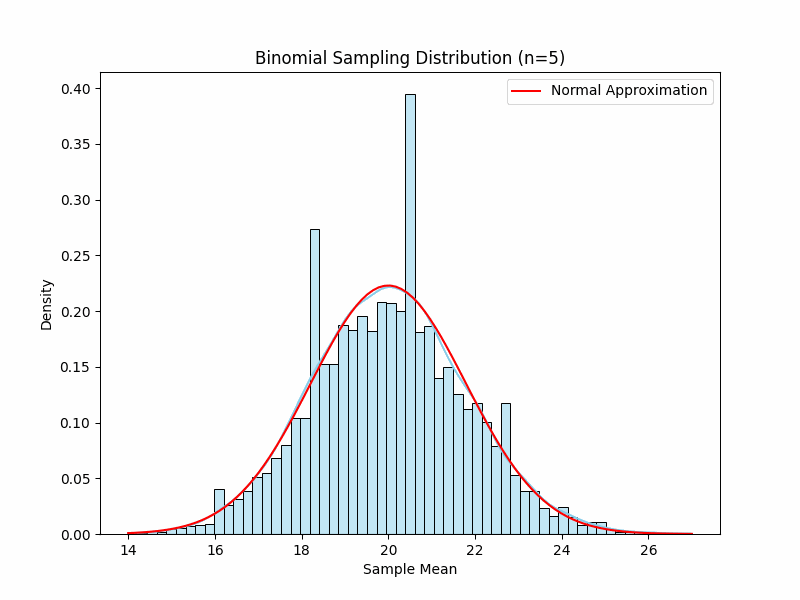 Binomial Sampling Distribution (n=5)
Normal Approximation
Density
0.40
0.35
0.30
0.25
0.20
0.15
0.10
0.05
0.00
14 16 18 20 22 24 26
Sample Mean